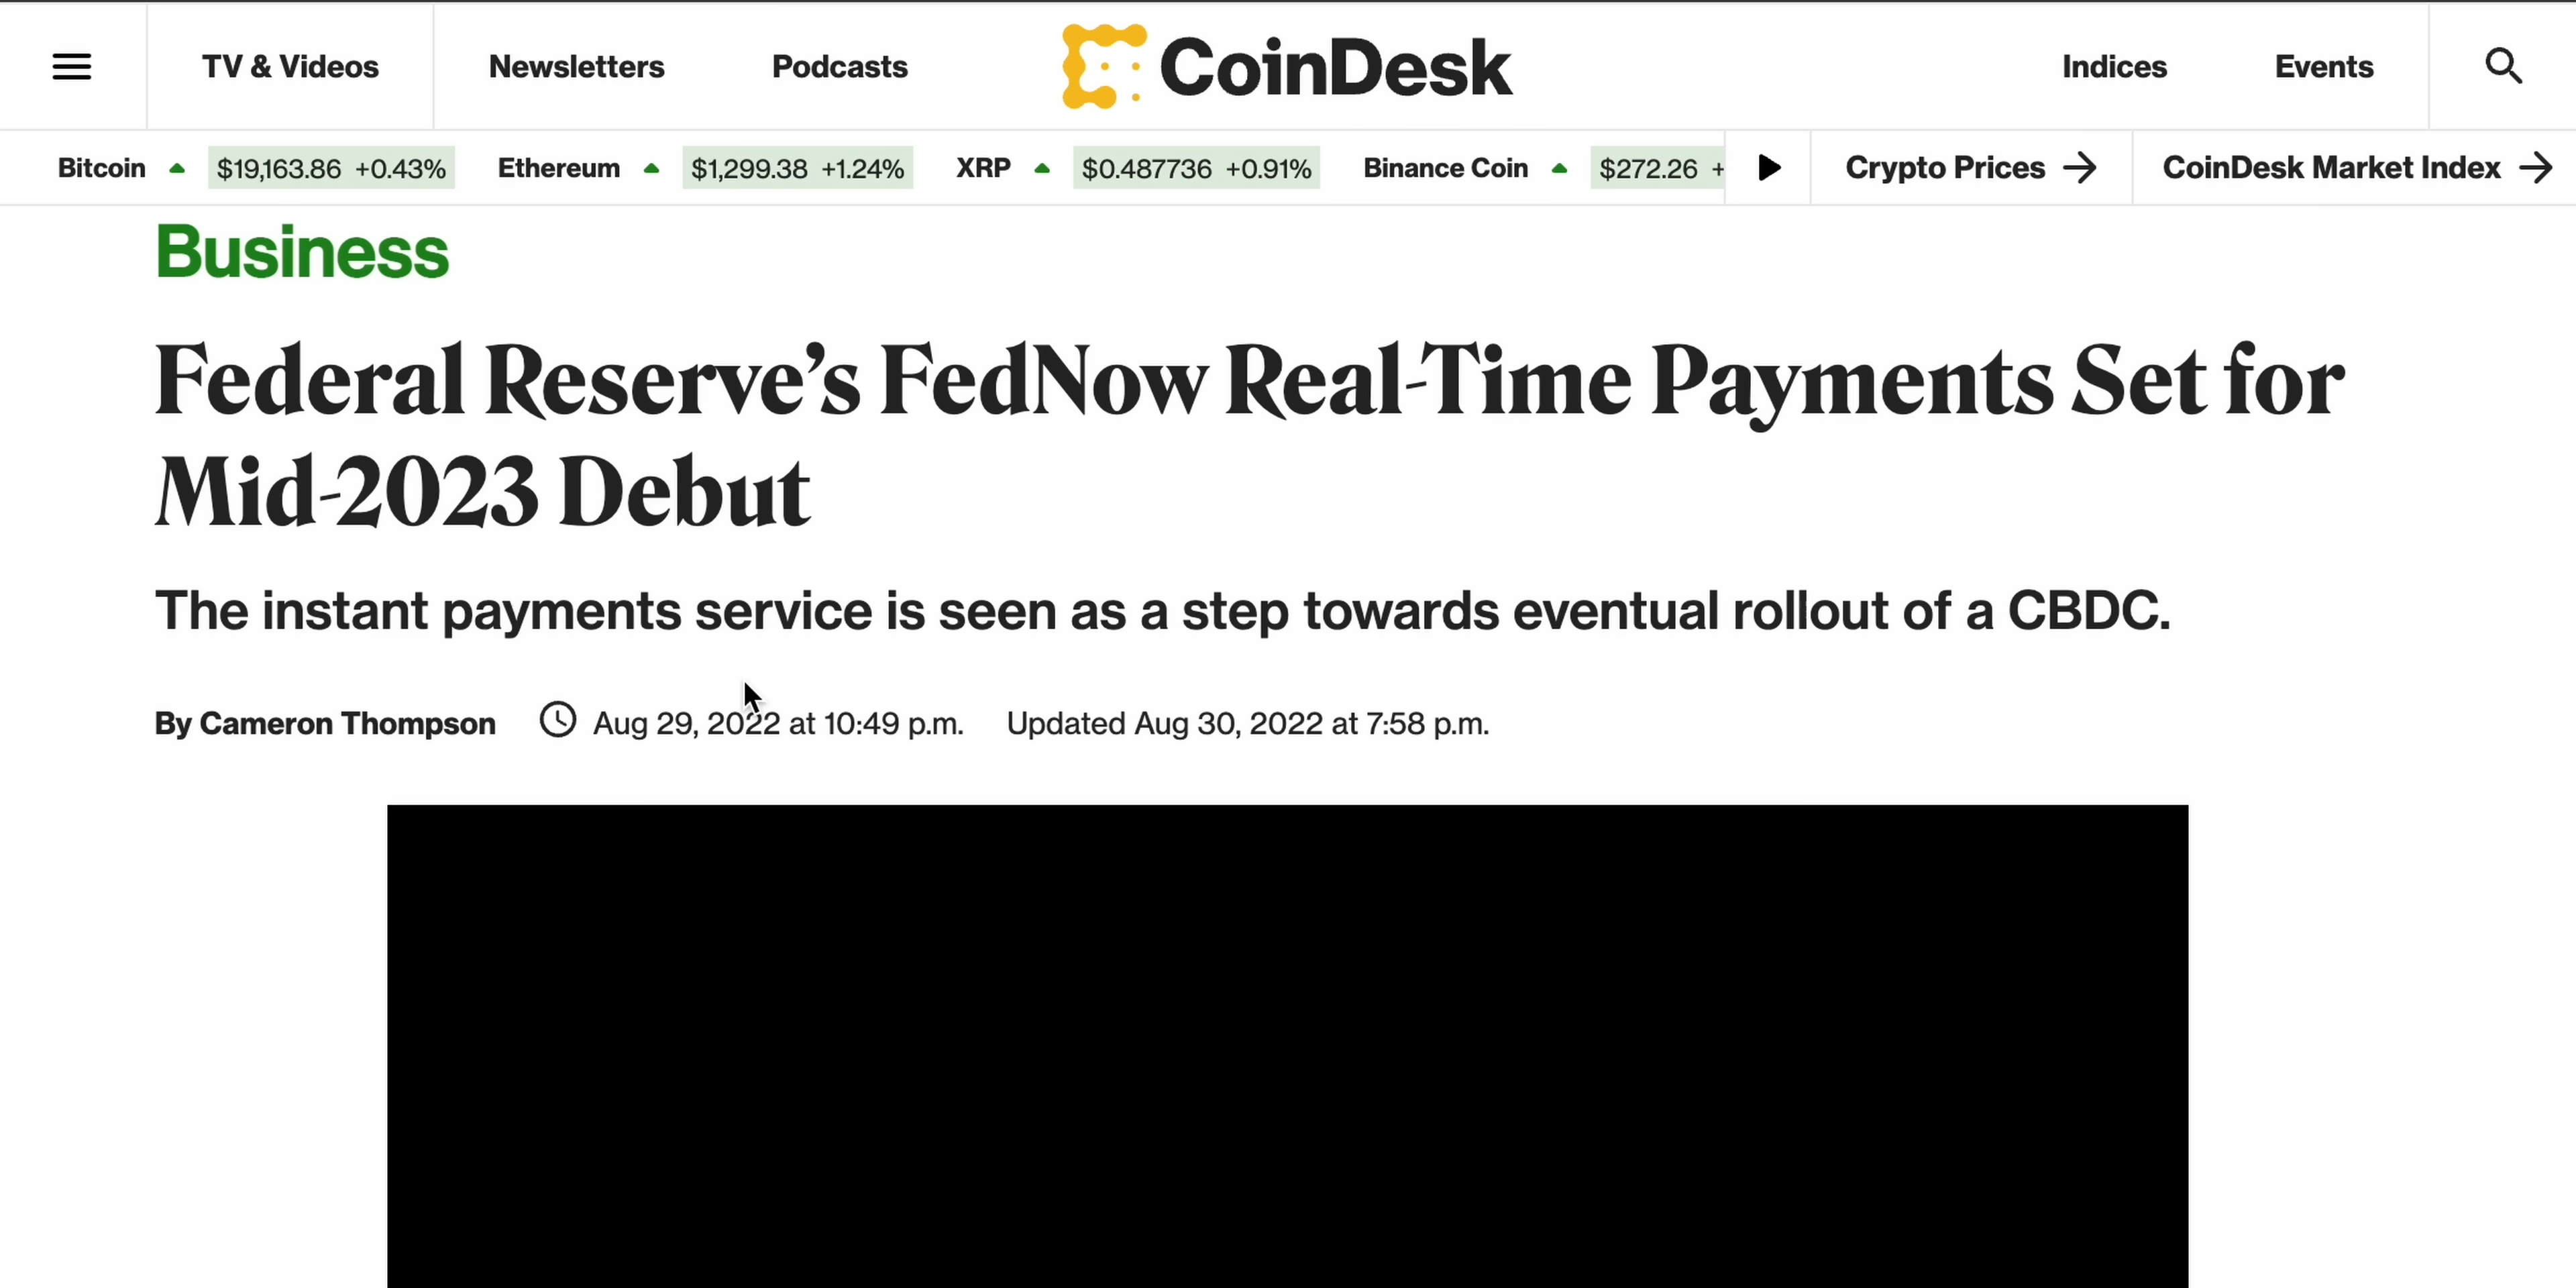 TV & Videos
Newsletters
Podcasts
CoinDesk
Indices
Events
Bitcoin $19,163.86 +0.43% Ethereum $1,299.38 +1.24% XRP $0.487736 +0.91% Binance Coin $272.26 +
Crypto Prices
CoinDesk Market Index
Business
Federal Reserve’s FedNow Real-Time Payments Set for
Mid-2023 Debut
The instant payments service is seen as a step towards eventual rollout of a CBDC.
By Cameron Thompson Aug 29, 2022 at 10:49 p.m. Updated Aug 30, 2022 at 7:58 p.m.